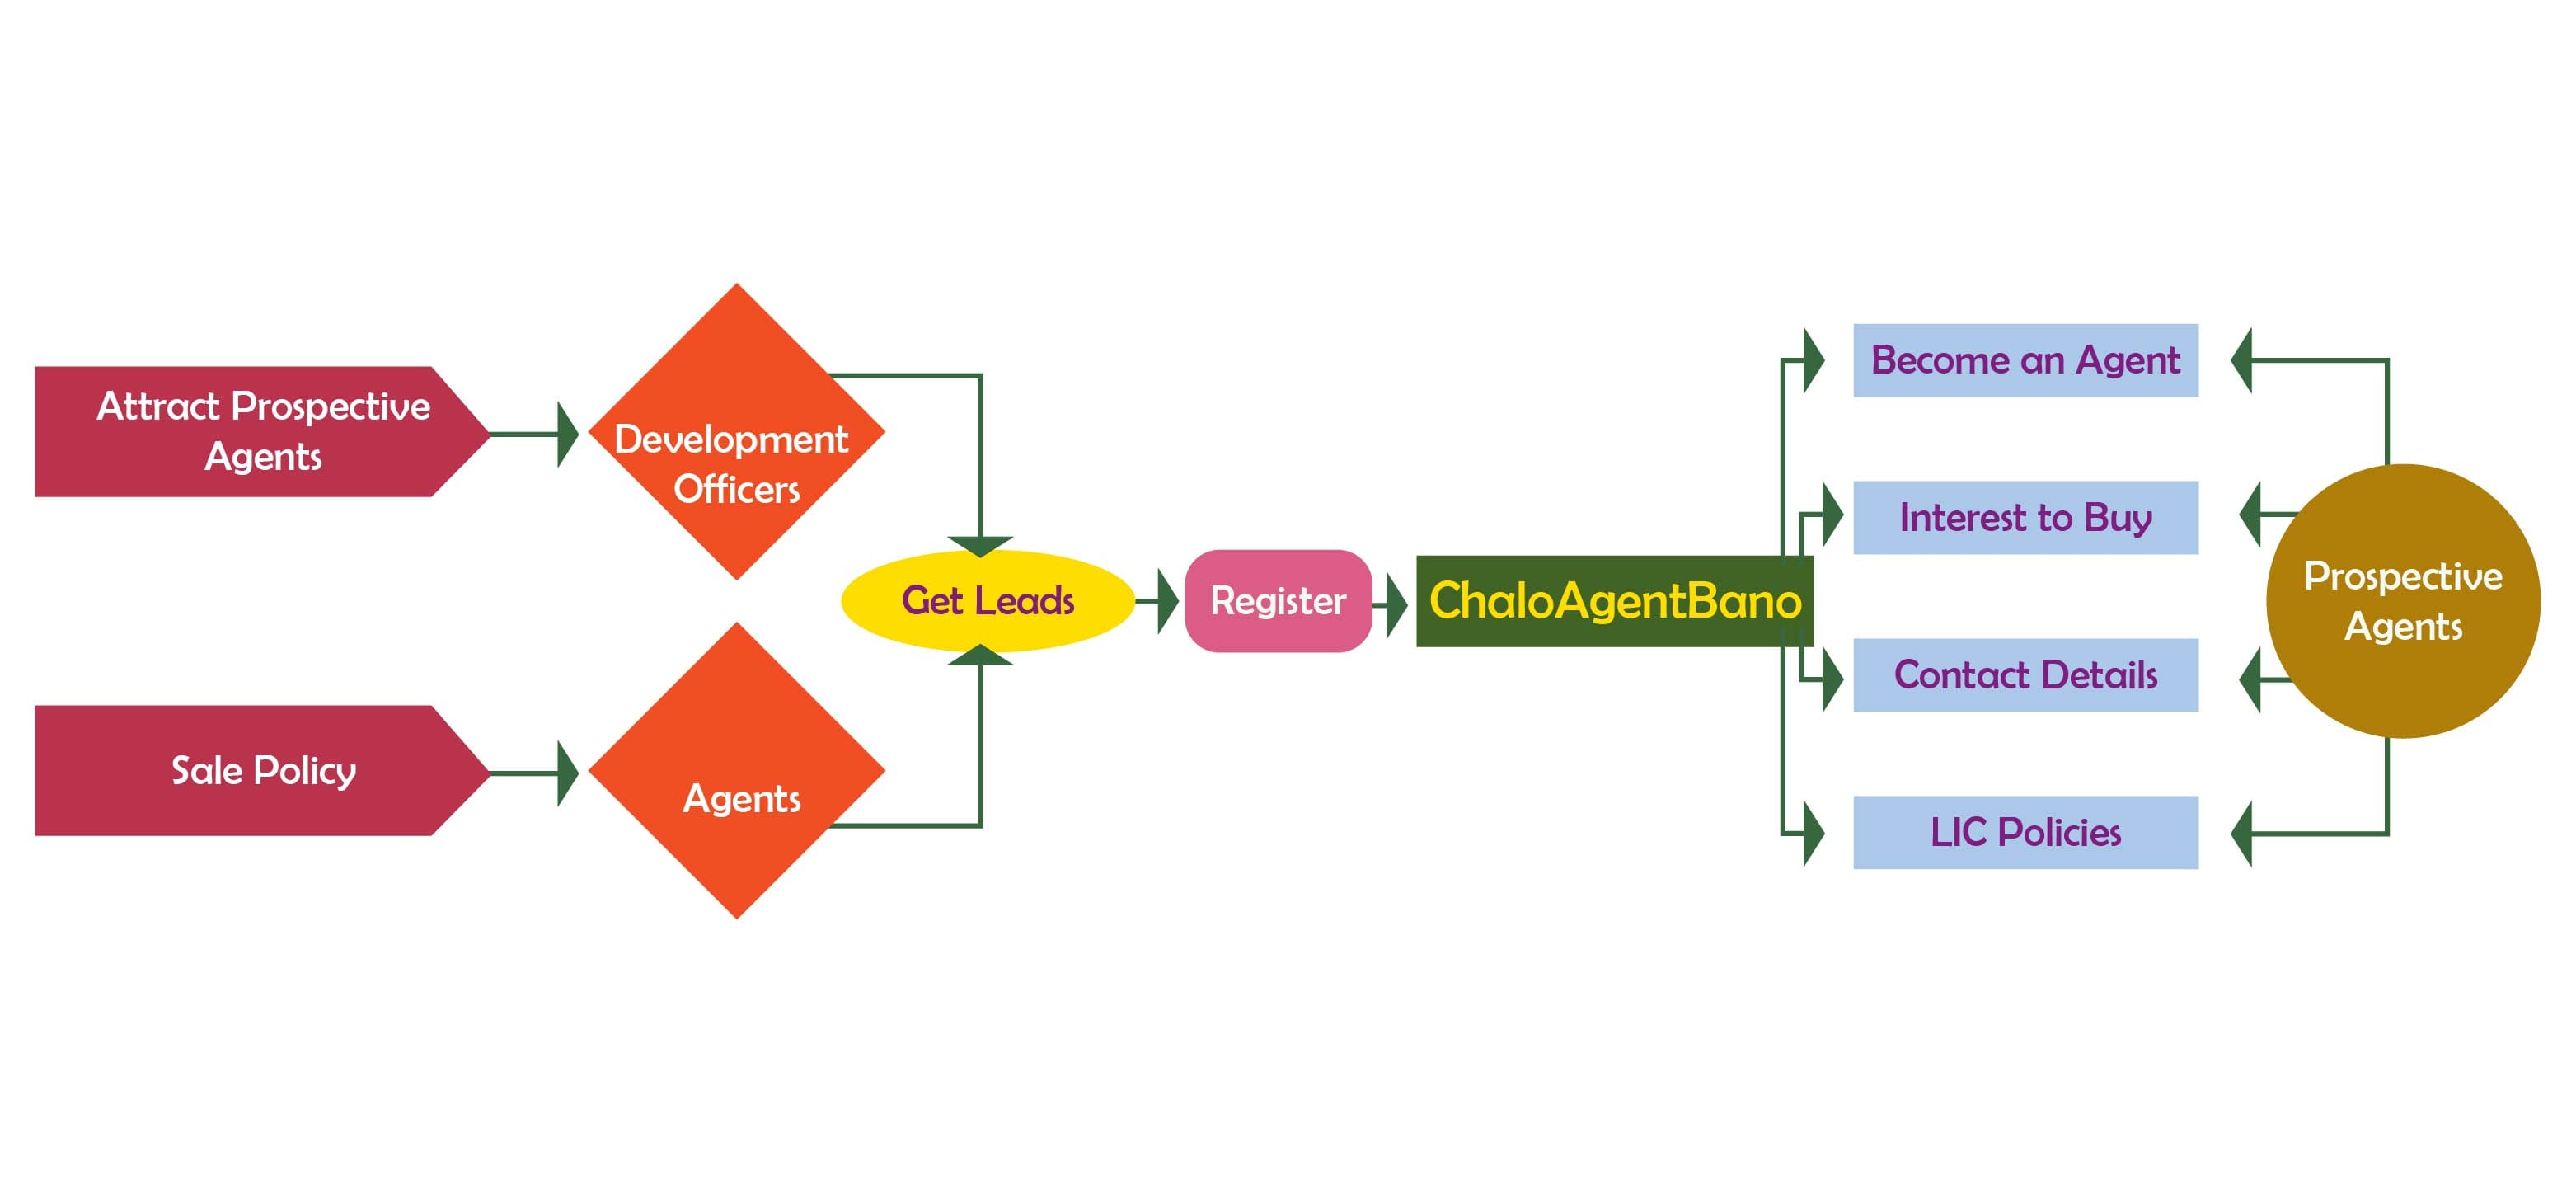 Attract Prospective
Agents
Sale Policy
Development
Officers
Agents
Get Leads
Register
ChaloAgentBano
Become an Agent
Interest to Buy
Contact Details
LIC Policies
Prospective
Agents